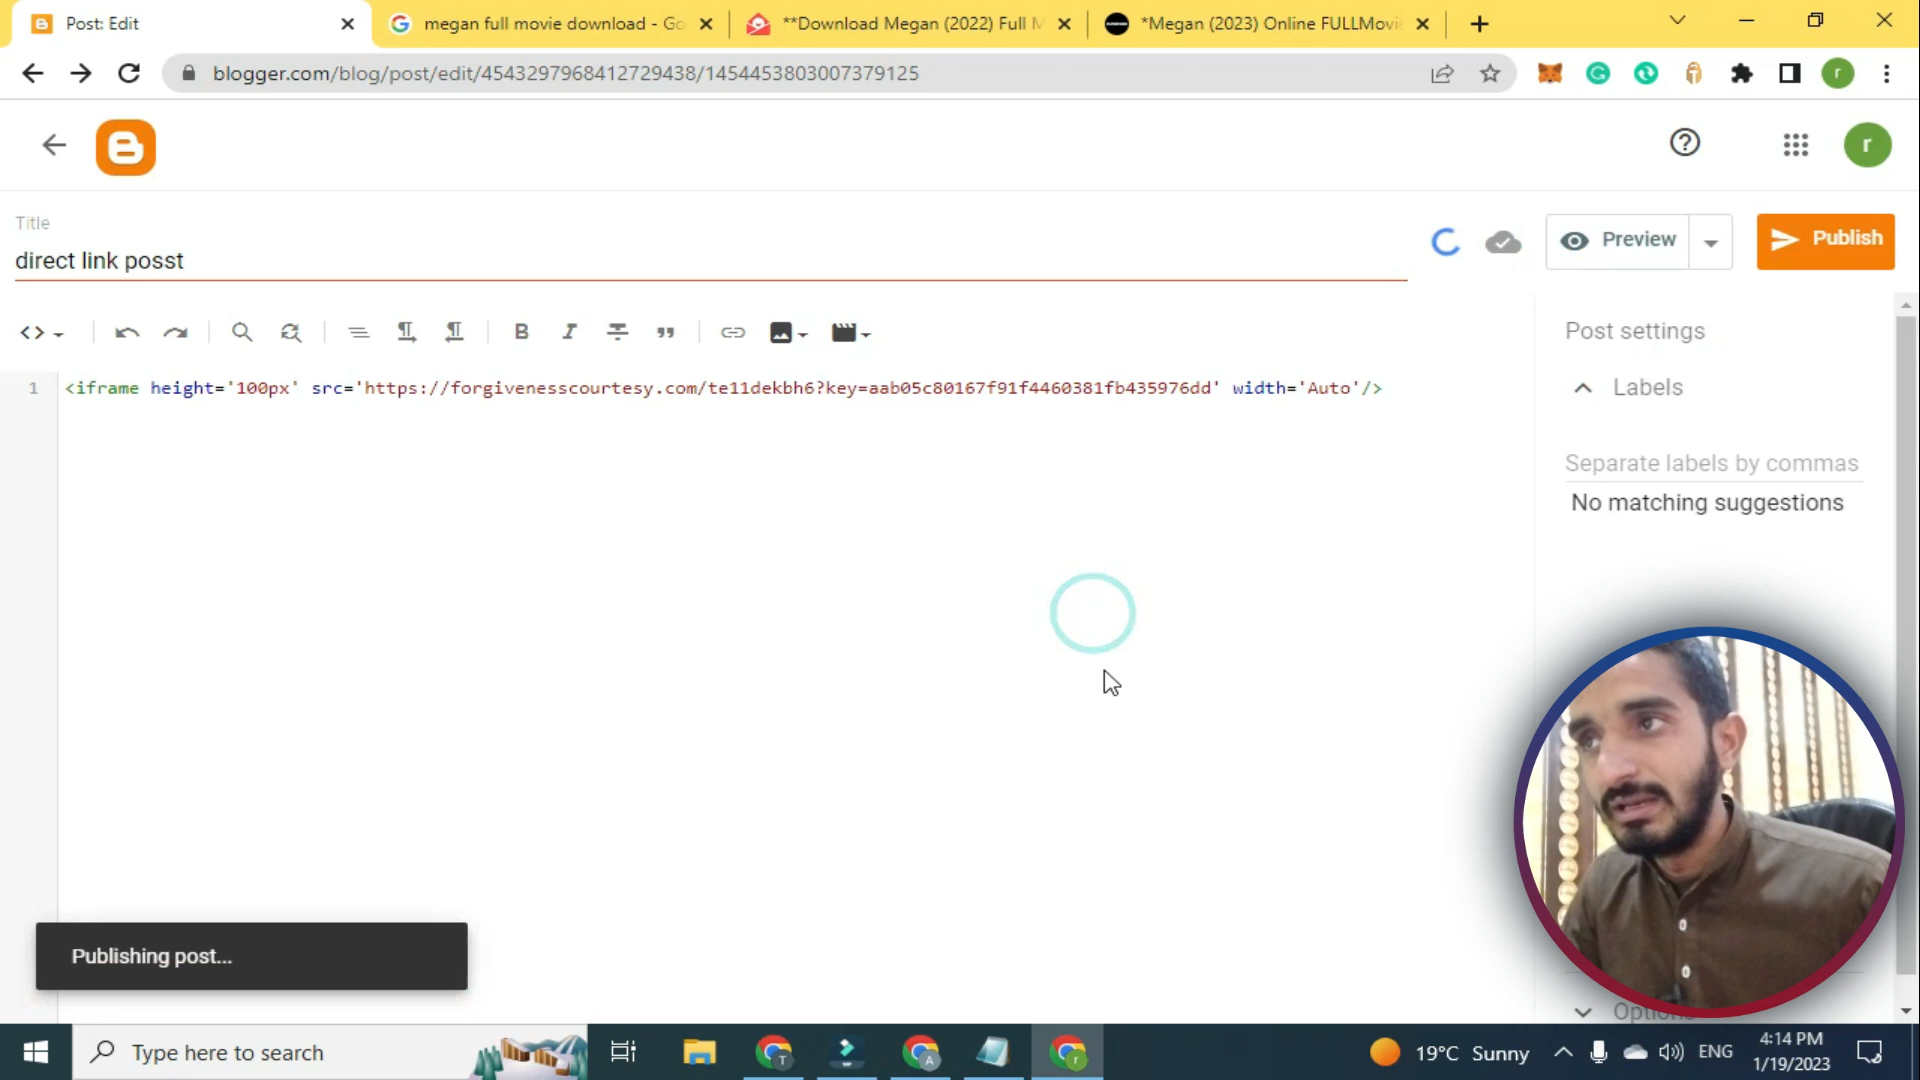 Post: Edit
megan full movie download - Go
**Download Megan (2022) Full M
*Megan (2023) Online FULLMovi
blogger.com/blog/post/edit/4543297968412729438/1454453803007379125
r
r
Title
direct link posst
Preview
Publish
Post settings
1 <iframe height='100px' src='https://forgivenesscourtesy.com/te11dekbh6?key=aab05c80167f91f4460381fb435976dd' width='Auto'/>
Labels
Separate labels by commas
No matching suggestions
Publishing post...
Options
Type here to search
T
A
r
19°C Sunny
ENG
4:14 PM
1/19/2023